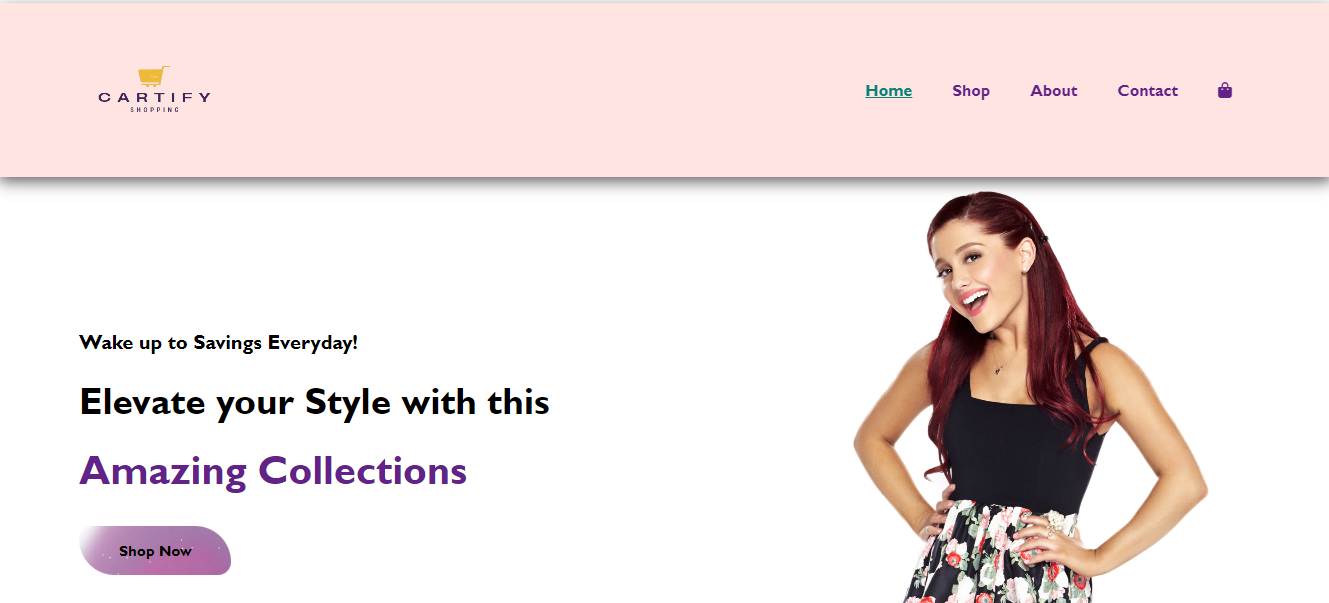 CARTIFY
SHOPPING
Home Shop About Contact
Wake up to Savings Everyday!
Elevate your Style with this
Amazing Collections
Shop Now